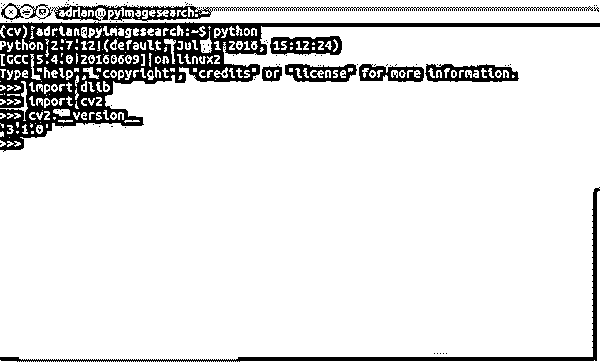 adrian@pyimagesearch: ~
(cv) adrian@pyimagesearch:~$ python
Python 2.7.12 (default, Jul  1 2016, 15:12:24)
[GCC 5.4.0 20160609] on linux2
Type "help", "copyright", "credits" or "license" for more information.
>>> import dlib
>>> import cv2
>>> cv2.__version__
'3.1.0'
>>>